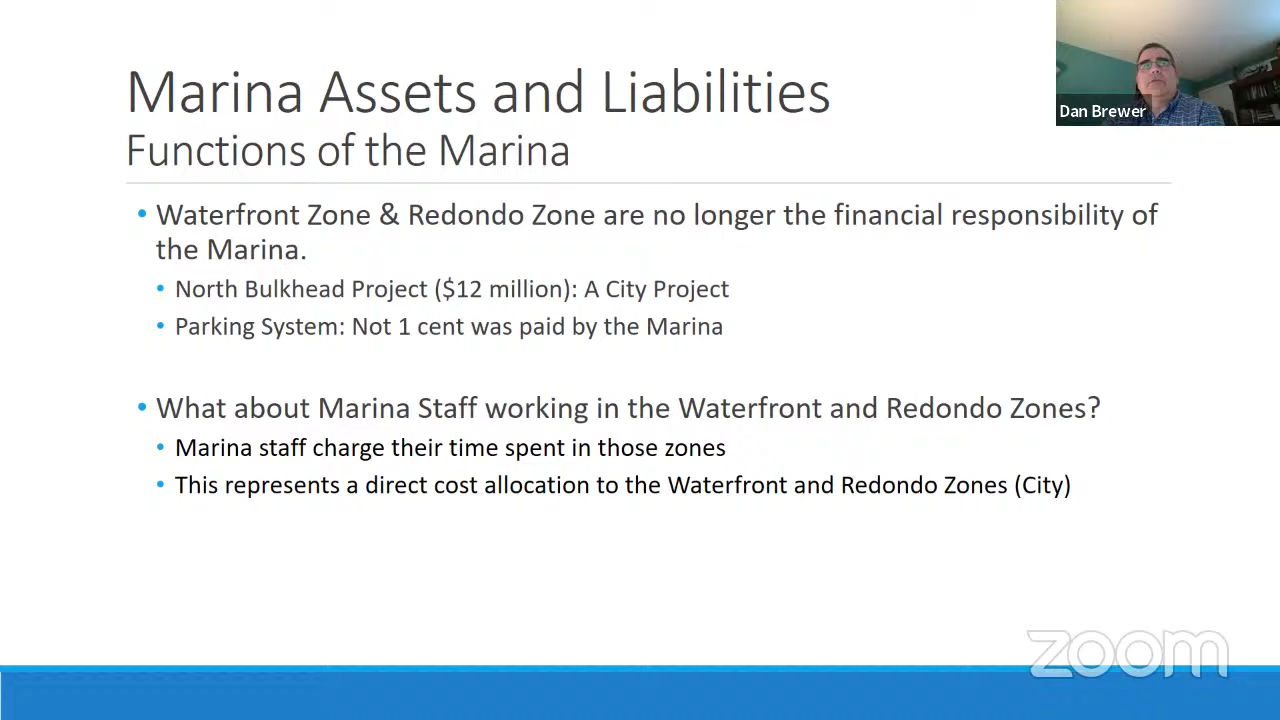 Marina Assets and Liabilities
Functions of the Marina
Dan Brewer
• Waterfront Zone & Redondo Zone are no longer the financial responsibility of
the Marina.
• North Bulkhead Project ($12 million): A City Project
• Parking System: Not 1 cent was paid by the Marina
• What about Marina Staff working in the Waterfront and Redondo Zones?
• Marina staff charge their time spent in those zones
• This represents a direct cost allocation to the Waterfront and Redondo Zones (City)
zoom